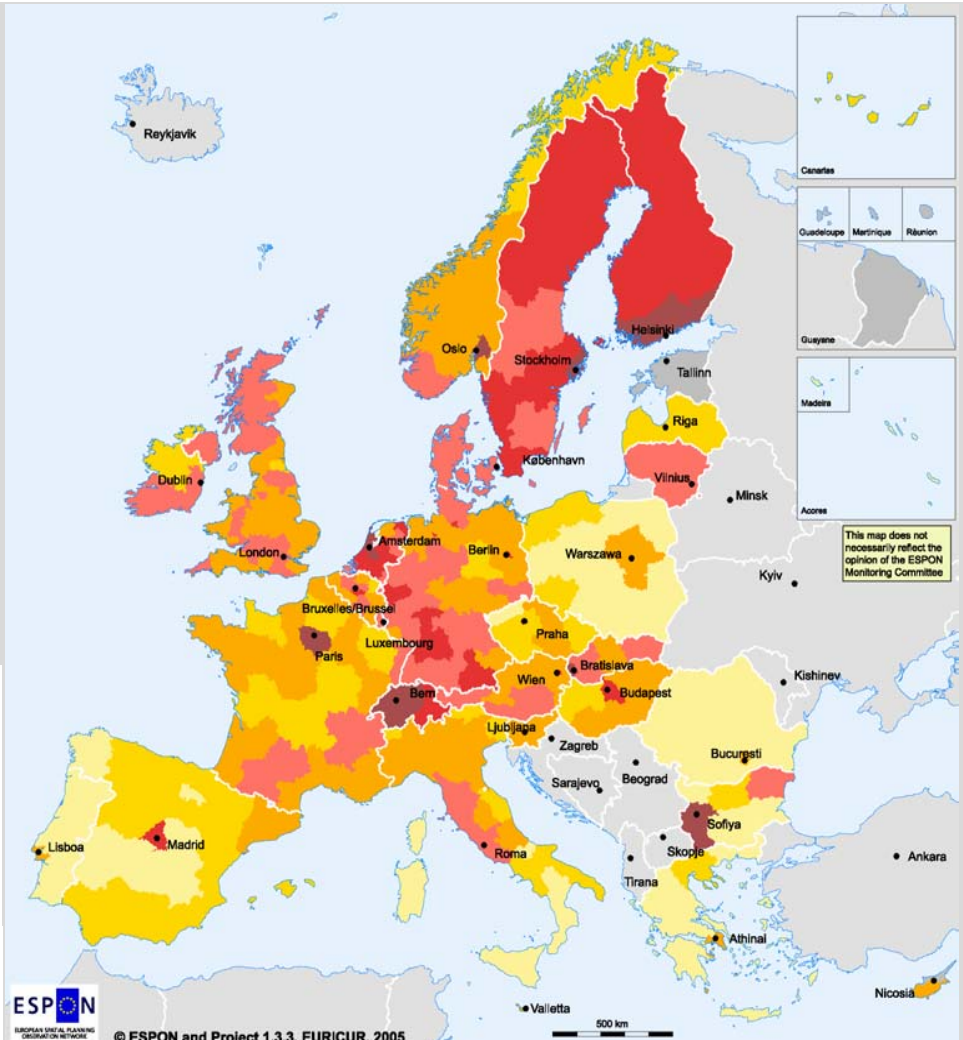 Reykjavik
Canarias
Guadeloupe
Martinique
Réunion
Guyane
Madeira
Acores
This map does not
necessarily reflect the
opinion of the ESPON
Monitoring Committee
Oslo
Stockholm
Helsinki
Tallinn
Riga
København
Vilnius
Minsk
Dublin
London
Amsterdam
Berlin
Warszawa
Kyiv
Bruxelles/Brussel
Luxembourg
Paris
Praha
Wien
Bratislava
Budapest
Kishinev
Bern
Ljubljana
Zagreb
Beograd
Bucuresti
Sarajevo
Sofiya
Skopje
Tirana
Ankara
Lisboa
Madrid
Roma
Athinai
Nicosia
Valletta
500 km
ESPON
EUROPEAN SPATIAL PLANNING
OBSERVATION NETWORK
© ESPON and Project 1.3.3, EURICUR, 2005